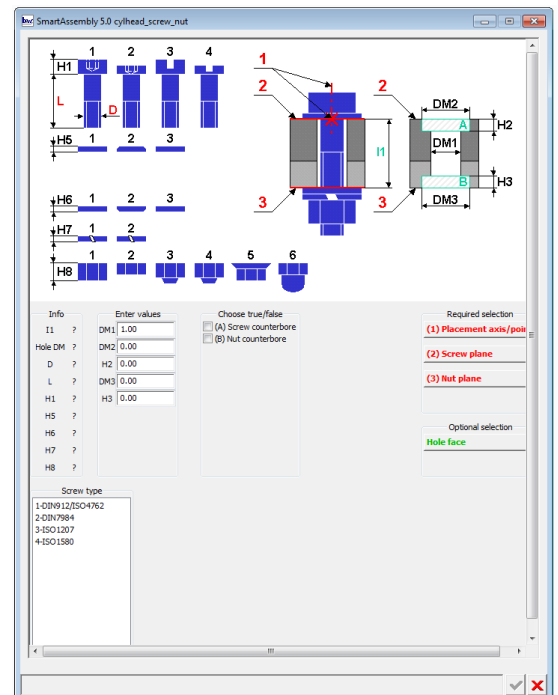 SmartAssembly 5.0 cylhead_screw_nut
1 2 3 4
H1
L
D
H5 1 2 3
H6 1 2 3
H7 1 2
H8 1 2 3 4 5 6
1
2
3
I1
2
3
DM2
A
H2
DM1
B
H3
DM3
Info
I1 ?
Hole DM ?
D ?
L ?
H1 ?
H5 ?
H6 ?
H7 ?
H8 ?
Enter values
DM1 1.00
DM2 0.00
H2 0.00
DM3 0.00
H3 0.00
Choose true/false
(A) Screw counterbore
(B) Nut counterbore
Required selection
(1) Placement axis/poin
(2) Screw plane
(3) Nut plane
Optional selection
Hole face
Screw type
1-DIN912/ISO4762
2-DIN7984
3-ISO1207
4-ISO1580